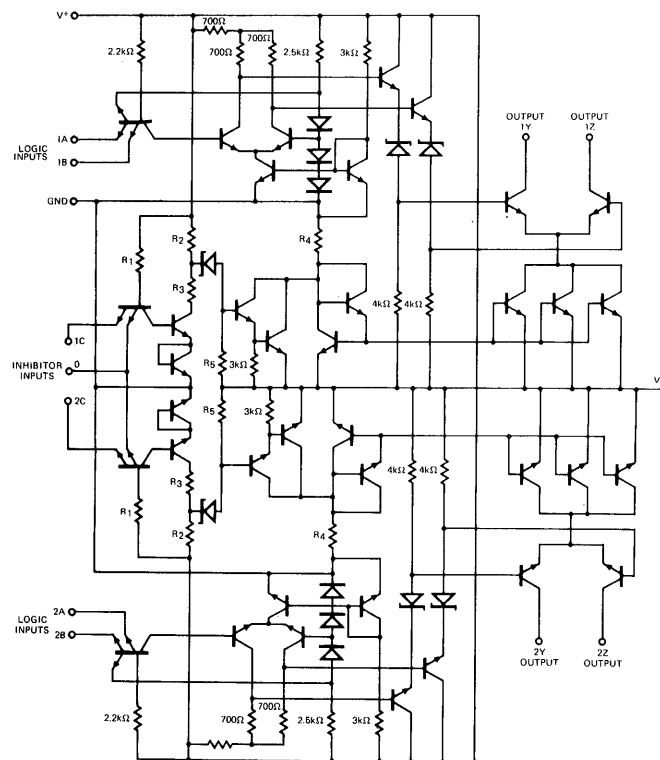 V+
700Ω
700Ω
2.2kΩ
700Ω
2.5kΩ
3kΩ
OUTPUT
1Y
OUTPUT
1Z
1A
LOGIC
INPUTS
1B
GND
R2
R4
R1
R3
4kΩ
4kΩ
1C
R5
3kΩ
INHIBITOR
INPUTS
0
V
2C
R5
3kΩ
4kΩ
4kΩ
R3
R1
R2
R4
2A
LOGIC
INPUTS
2B
2Y
OUTPUT
2Z
OUTPUT
700Ω
2.2kΩ
700Ω
2.5kΩ
3kΩ